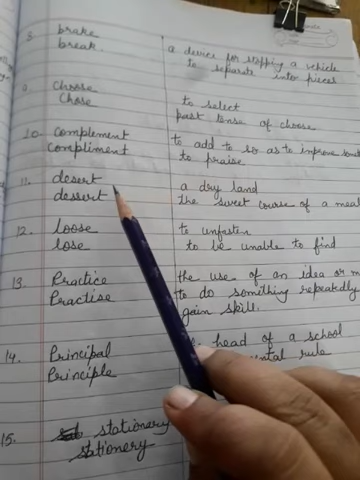 8. brake a device for stopping a vehicle
break. to separate into pieces
9. Choose to select
Chose past tense of choose
10. Complement to add to so as to improve
Compliment to praise
11. desert a dry land
dessert the sweet course of a meal
12. loose to unfasten
lose to be unable to find
13. Practice the use of an idea or
Practise to do something repeatedly
gain skill.
14. Principal head of a school
Principle rule
15. stationary
stationery